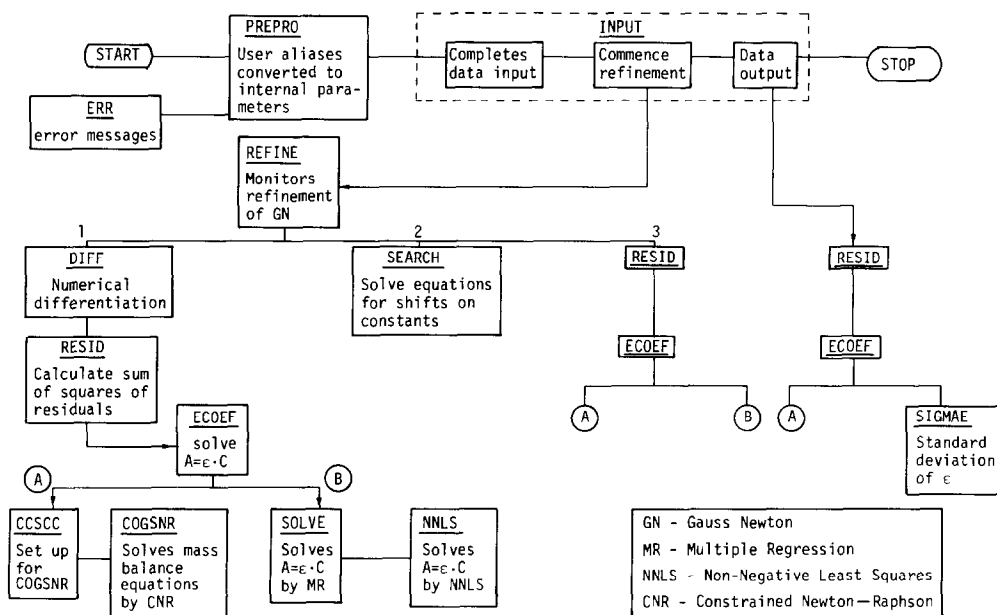 START
PREPRO
User aliases
converted to
internal para-
meters
ERR
error messages
INPUT
Completes
data input
Commence
refinement
Data
output
STOP
REFINE
Monitors
refinement
of GN
1
DIFF
Numerical
differentiation
2
SEARCH
Solve equations
for shifts on
constants
3
RESID
RESID
RESID
Calculate sum
of squares of
residuals
ECOEF
ECOEF
ECOEF
solve
A=ε·C
A
B
A
SIGMAE
Standard
deviation
of ε
A
B
CCSCC
Set up
for
COGSNR
COGSNR
Solves mass
balance
equations
by CNR
SOLVE
Solves
A=ε·C
by MR
NNLS
Solves
A=ε·C
by NNLS
GN - Gauss Newton
MR - Multiple Regression
NNLS - Non-Negative Least Squares
CNR - Constrained Newton—Raphson